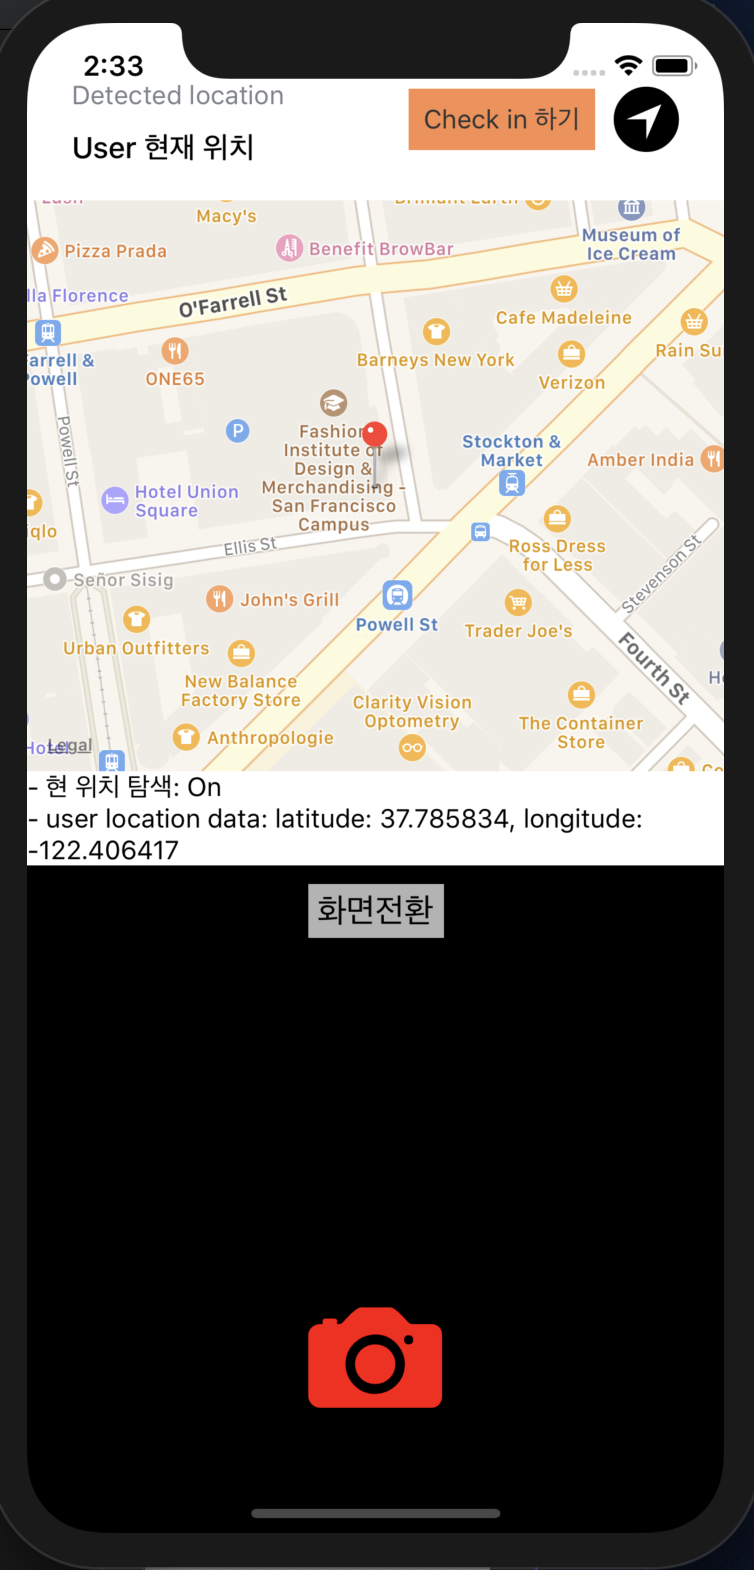 2:33
Detected location
Check in 하기
User 현재 위치
Lush
Macy's
Brilliant Earth
Museum of
Ice Cream
Pizza Prada
Benefit BrowBar
lla Florence
O'Farrell St
Cafe Madeleine
arrell &
Powell
ONE65
Barneys New York
Verizon
Rain Su
Powell St
P
Fashion
Institute of
Design &
Merchandising -
San Francisco
Campus
Stockton &
Market
Amber India
Hotel Union
Square
iqlo
Ellis St
Ross Dress
for Less
Stevenson St
Señor Sisig
John's Grill
Powell St
Trader Joe's
Urban Outfitters
Fourth St
New Balance
Factory Store
Clarity Vision
Optometry
The Container
Store
Anthropologie
Hotel
Legal
- 현 위치 탐색: On
- user location data: latitude: 37.785834, longitude:
-122.406417
화면전환